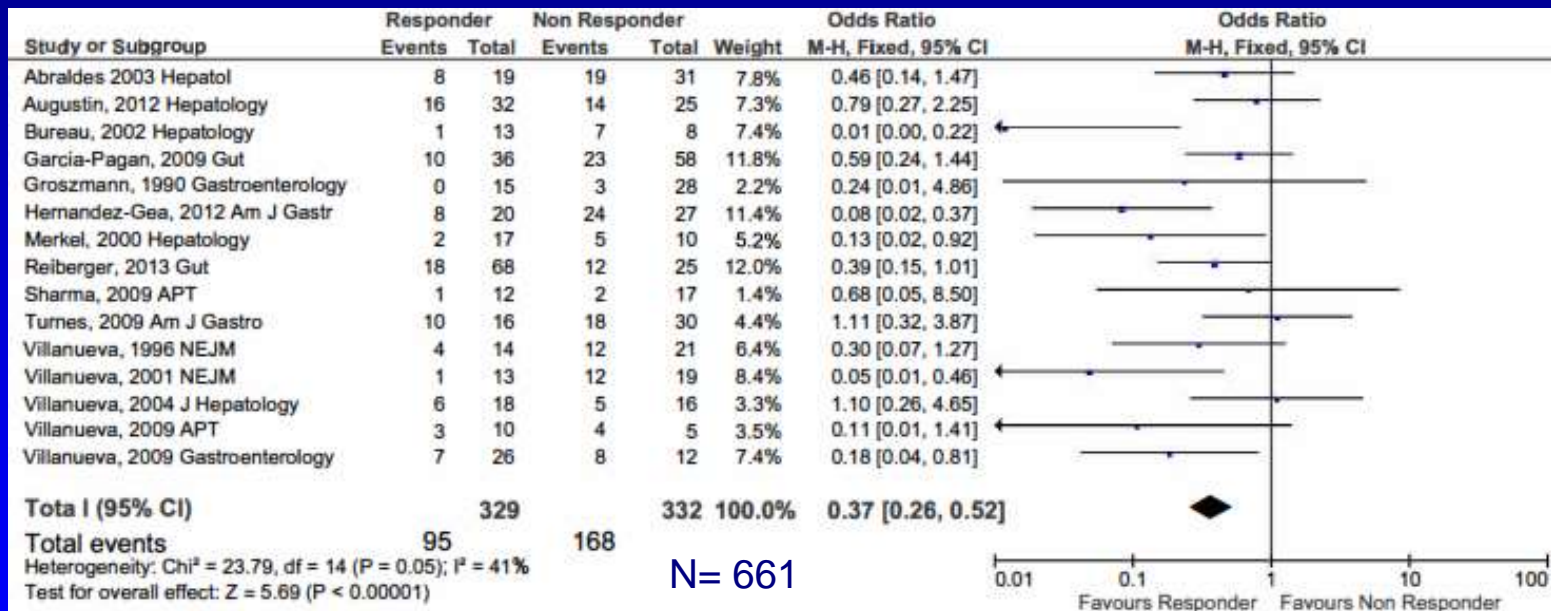 Responder Non Responder Odds Ratio Odds Ratio
Study or Subgroup Events Total Events Total Weight M-H, Fixed, 95% CI M-H, Fixed, 95% CI
Abraldes 2003 Hepatol 8 19 19 31 7.8% 0.46 [0.14, 1.47]
Augustin, 2012 Hepatology 16 32 14 25 7.3% 0.79 [0.27, 2.25]
Bureau, 2002 Hepatology 1 13 7 8 7.4% 0.01 [0.00, 0.22]
Garcia-Pagan, 2009 Gut 10 36 23 58 11.8% 0.59 [0.24, 1.44]
Groszmann, 1990 Gastroenterology 0 15 3 28 2.2% 0.24 [0.01, 4.86]
Hernandez-Gea, 2012 Am J Gastr 8 20 24 27 11.4% 0.08 [0.02, 0.37]
Merkel, 2000 Hepatology 2 17 5 10 5.2% 0.13 [0.02, 0.92]
Reiberger, 2013 Gut 18 68 12 25 12.0% 0.39 [0.15, 1.01]
Sharma, 2009 APT 1 12 2 17 1.4% 0.68 [0.05, 8.50]
Turnes, 2009 Am J Gastro 10 16 18 30 4.4% 1.11 [0.32, 3.87]
Villanueva, 1996 NEJM 4 14 12 21 6.4% 0.30 [0.07, 1.27]
Villanueva, 2001 NEJM 1 13 12 19 8.4% 0.05 [0.01, 0.46]
Villanueva, 2004 J Hepatology 6 18 5 16 3.3% 1.10 [0.26, 4.65]
Villanueva, 2009 APT 3 10 4 5 3.5% 0.11 [0.01, 1.41]
Villanueva, 2009 Gastroenterology 7 26 8 12 7.4% 0.18 [0.04, 0.81]
Tota l (95% CI) 329 332 100.0% 0.37 [0.26, 0.52]
Total events 95 168
Heterogeneity: Chi² = 23.79, df = 14 (P = 0.05); I² = 41%
Test for overall effect: Z = 5.69 (P < 0.00001)
N= 661
0.01 0.1 1 10 100
Favours Responder Favours Non Responder